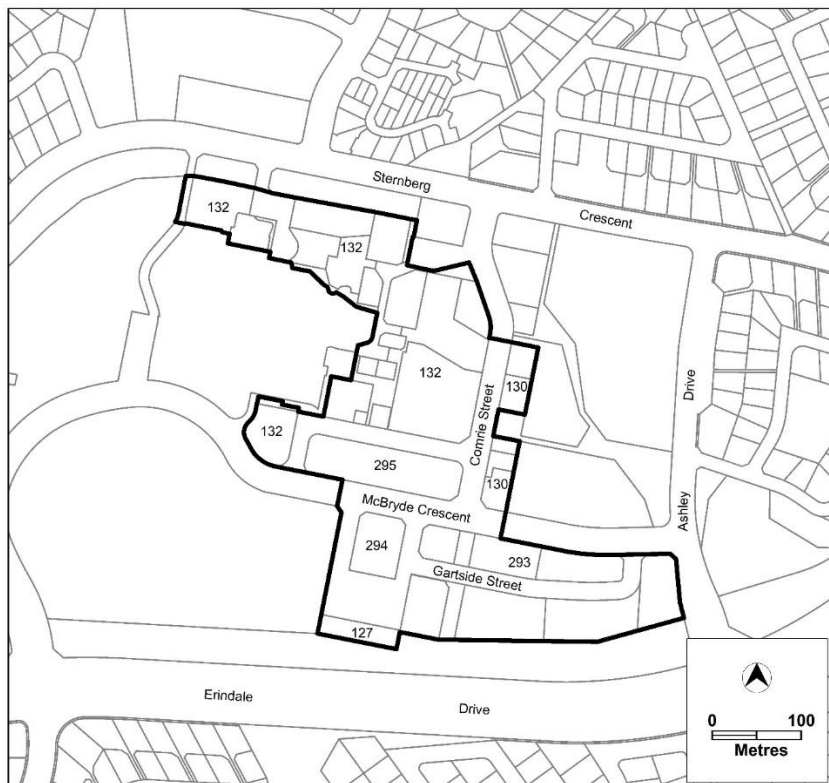 Sternberg
Crescent
132
132
132
Comrie Street
130
Drive
132
295
130
McBryde Crescent
Ashley
294
293
Gartside Street
127
Erindale
Drive
0 100
Metres